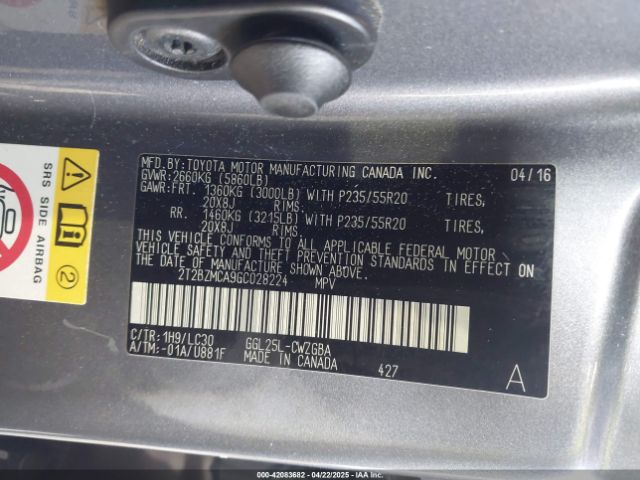 MFD.BY:TOYOTA MOTOR MANUFACTURING CANADA INC. 04/16
GVWR:2660KG (5860LB)
GAWR:FRT. 1360KG (3000LB) WITH P235/55R20 TIRES,
20X8J RIMS,
RR. 1460KG (3215LB) WITH P235/55R20 TIRES,
20X8J RIMS.
THIS VEHICLE CONFORMS TO ALL APPLICABLE FEDERAL MOTOR
VEHICLE SAFETY AND THEFT PREVENTION STANDARDS IN EFFECT ON
THE DATE OF MANUFACTURE SHOWN ABOVE.
2T2BZMCA9GC028224 MPV
C/TR:1H9/LC30 GGL25L-CWZGBA
A/TM:-01A/U881F MADE IN CANADA
427 A
SRS SIDE AIRBAG
2
000-42083682 - 04/22/2025 - IAAI.COM